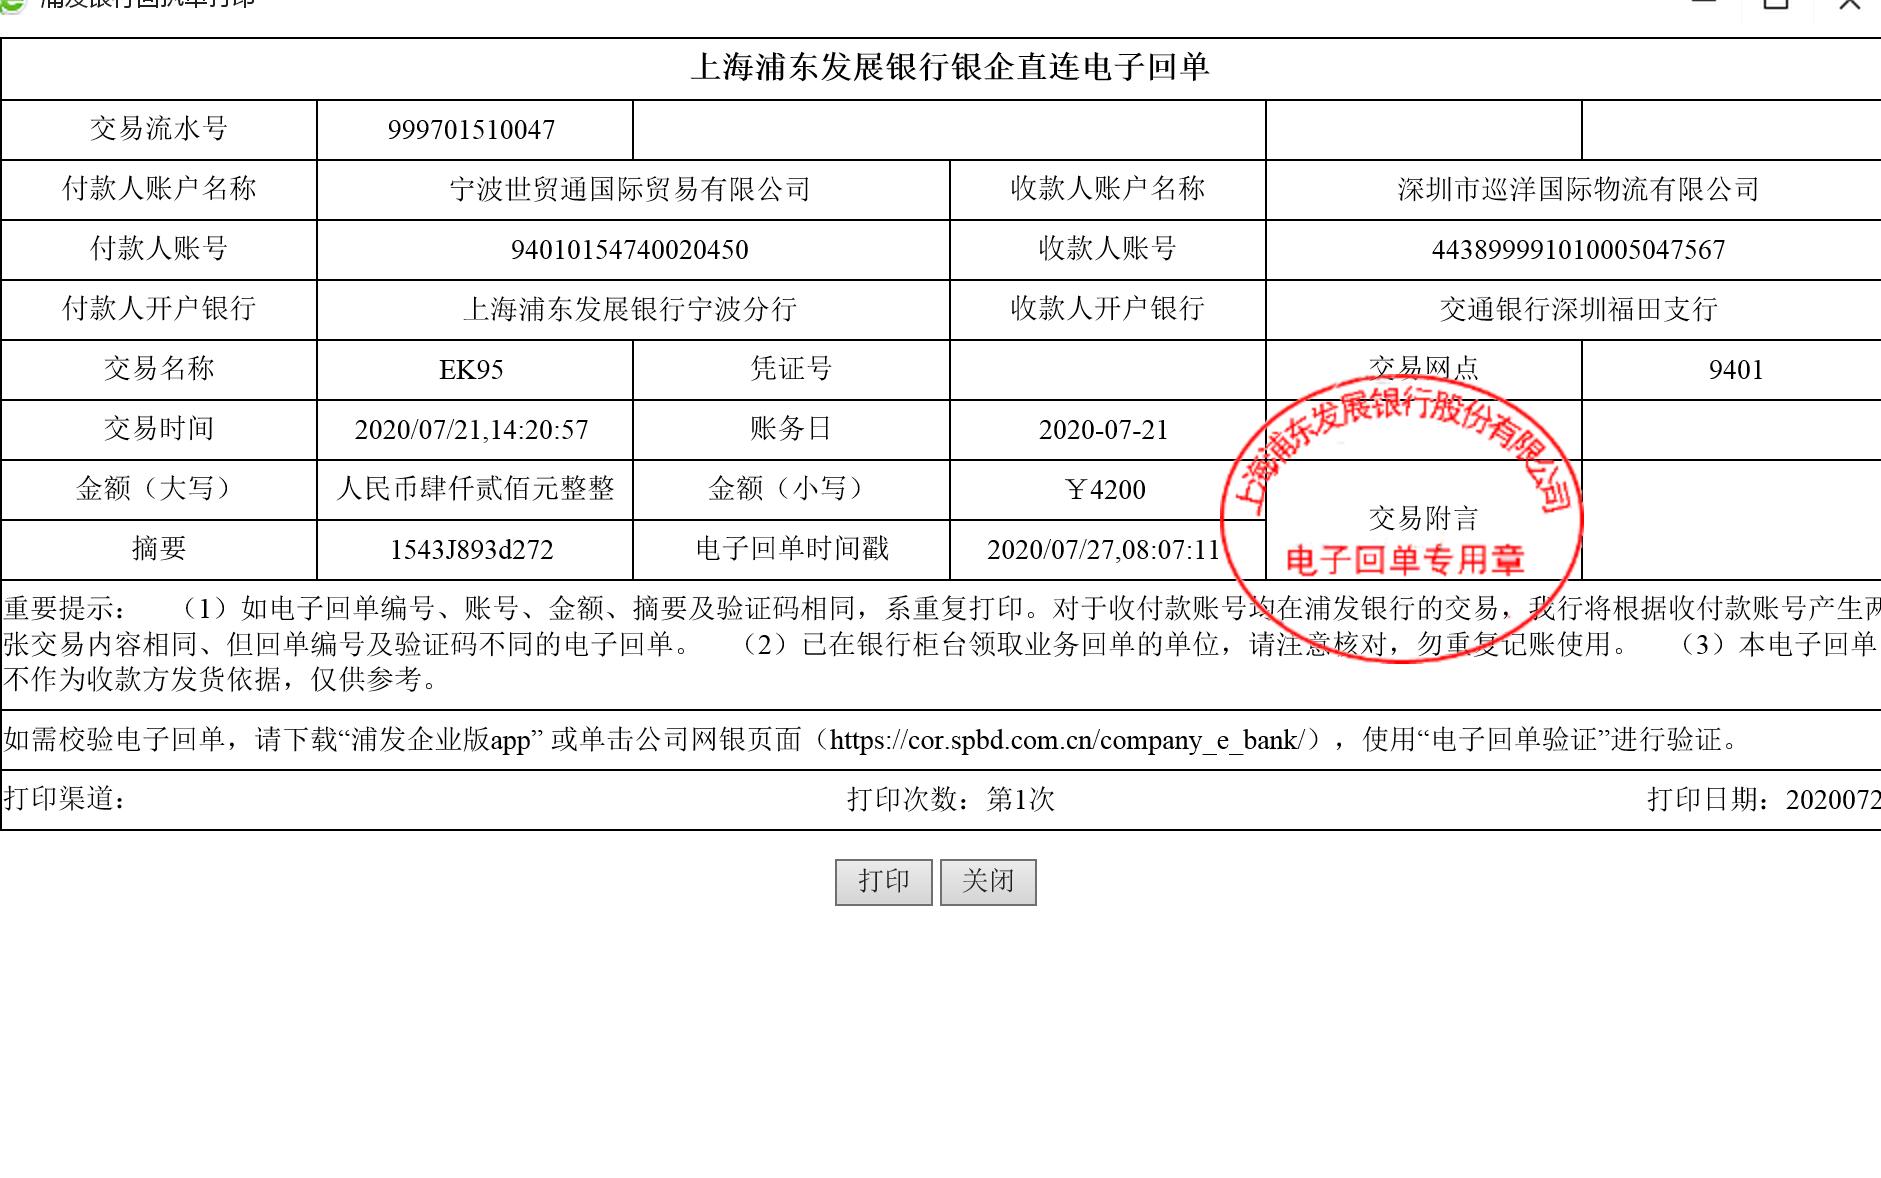 浦发银行回执单打印
上海浦东发展银行银企直连电子回单
交易流水号 999701510047
付款人账户名称 宁波世贸通国际贸易有限公司 收款人账户名称 深圳市巡洋国际物流有限公司
付款人账号 94010154740020450 收款人账号 443899991010005047567
付款人开户银行 上海浦东发展银行宁波分行 收款人开户银行 交通银行深圳福田支行
交易名称 EK95 凭证号 交易网点 9401
交易时间 2020/07/21,14:20:57 账务日 2020-07-21
金额（大写） 人民币肆仟贰佰元整整 金额（小写） ￥4200
交易附言
摘要 1543J893d272 电子回单时间戳 2020/07/27,08:07:11
上海浦东发展银行股份有限公司
电子回单专用章
重要提示： （1）如电子回单编号、账号、金额、摘要及验证码相同，系重复打印。对于收付款账号均在浦发银行的交易，我行将根据收付款账号产生两
张交易内容相同、但回单编号及验证码不同的电子回单。 （2）已在银行柜台领取业务回单的单位，请注意核对，勿重复记账使用。 （3）本电子回单
不作为收款方发货依据，仅供参考。
如需校验电子回单，请下载“浦发企业版app” 或单击公司网银页面（https://cor.spbd.com.cn/company_e_bank/），使用“电子回单验证”进行验证。
打印渠道： 打印次数：第1次 打印日期：2020072
打印 关闭